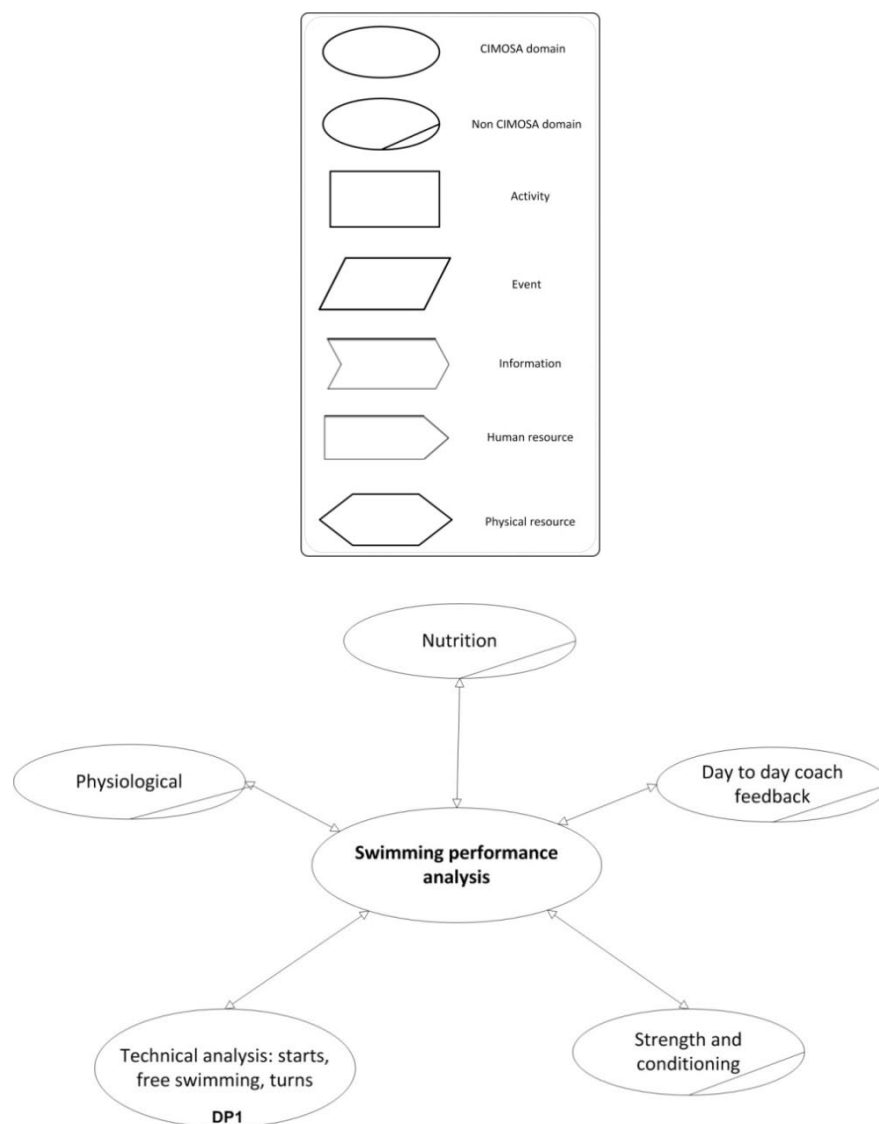 CIMOSA domain
Non CIMOSA domain
Activity
Event
Information
Human resource
Physical resource
Nutrition
Physiological
Day to day coach
feedback
Swimming performance
analysis
Technical analysis: starts,
free swimming, turns
DP1
Strength and
conditioning